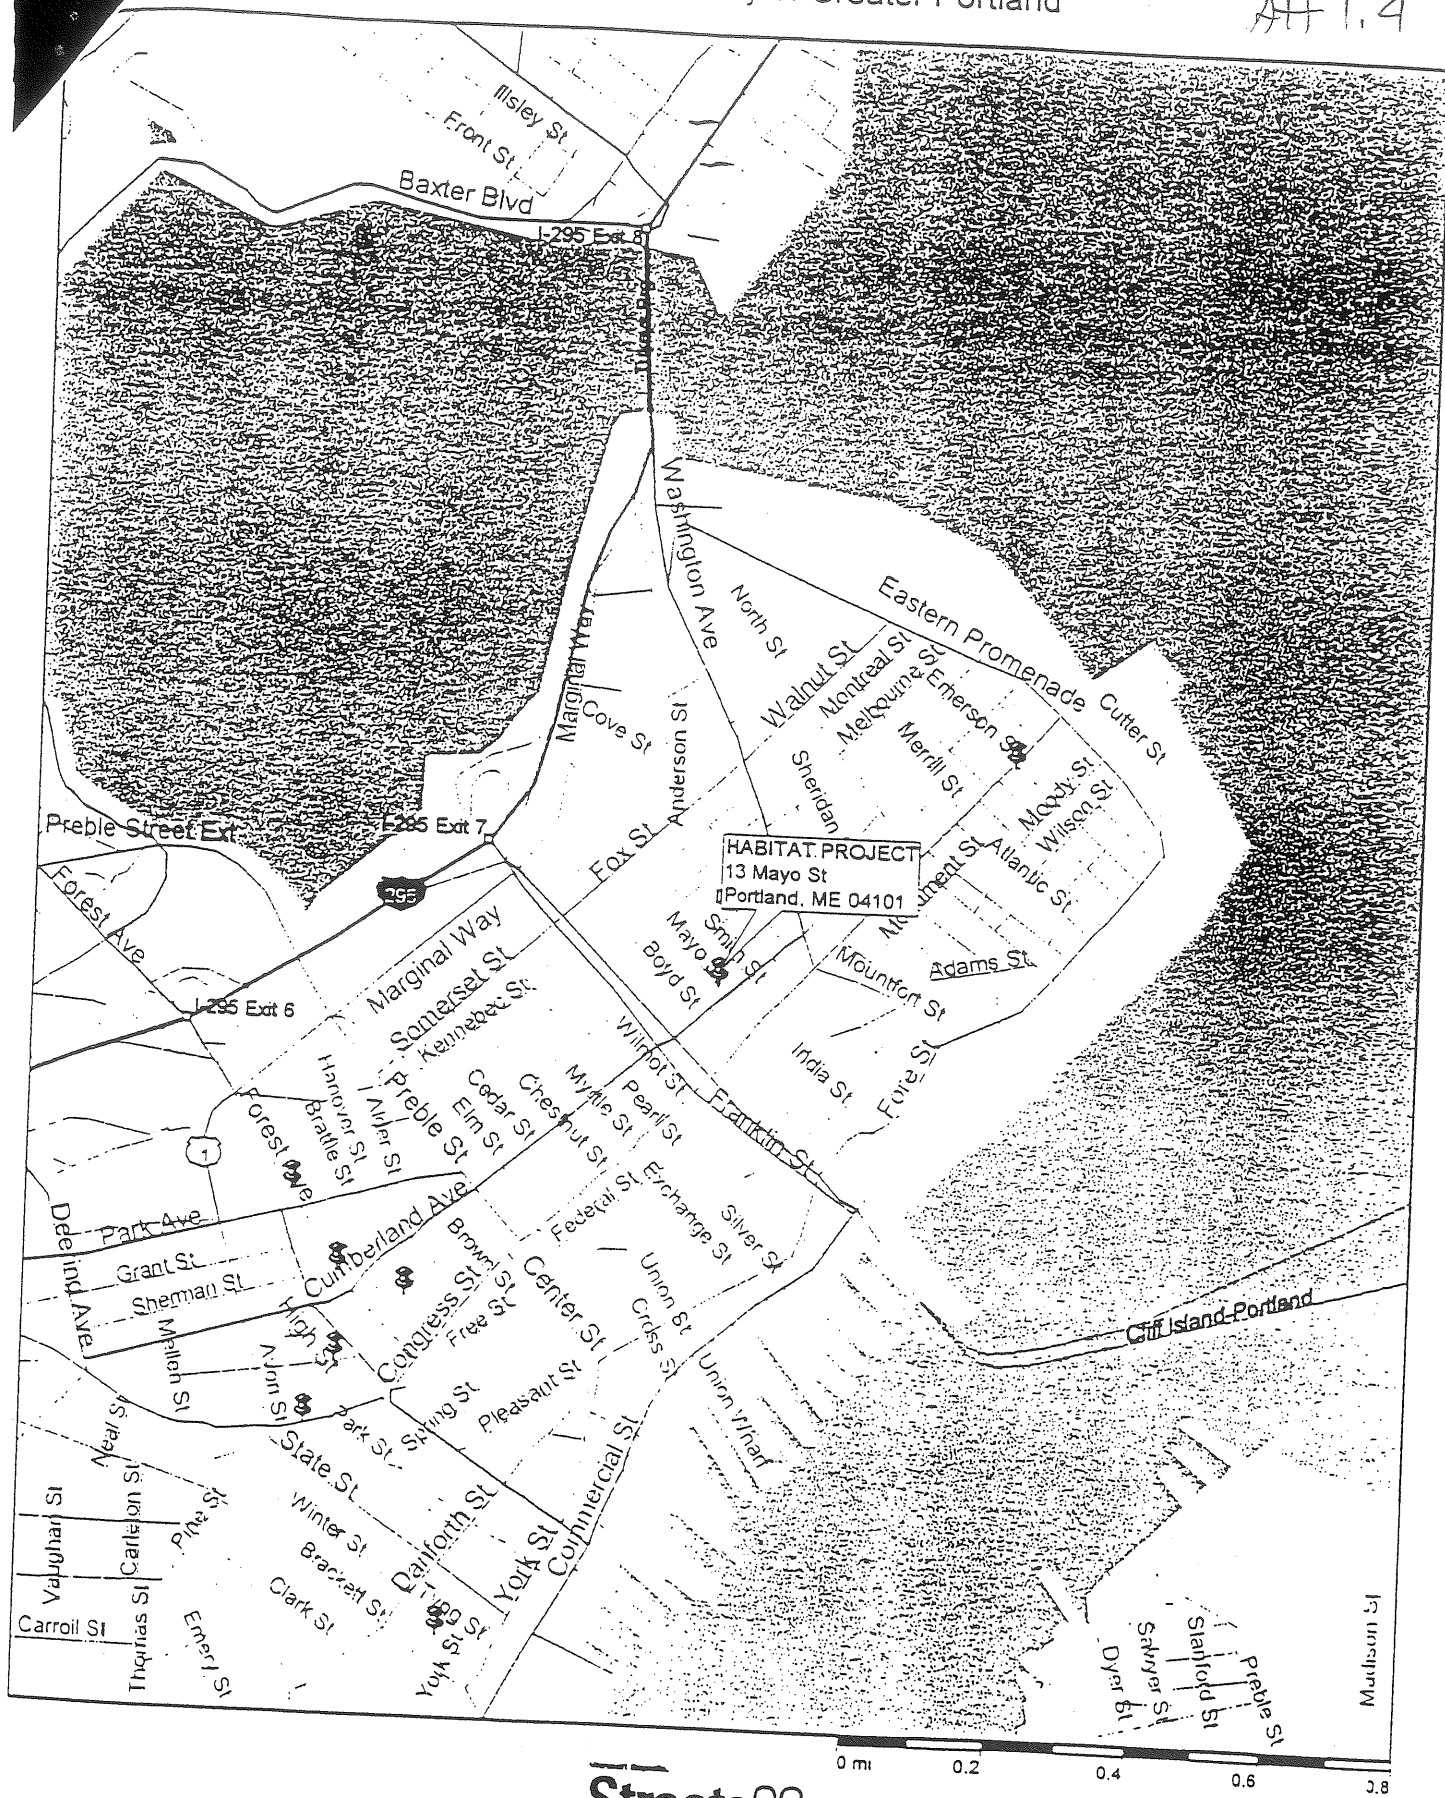 Greater Portland
Att 1.4
Illsley St
Front St
Baxter Blvd
I-295 Exit 8
Washington Ave
North St
Eastern Promenade
Walnut St
Montreal St
Melbourne St
Emerson St
Cutter St
Marginal Way
Cove St
Anderson St
Merrill St
Sheridan
Moody St
Wilson St
Preble Street Ext
I-295 Exit 7
Fox St
HABITAT PROJECT
13 Mayo St
Portland, ME 04101
Monument St
Atlantic St
295
Forest Ave
Marginal Way
Smith St
Mayo St
Boyd St
Mountfort St
Adams St
Somerset St
Kennebec St
I-295 Exit 6
Wilmot St
India St
Fore St
Hanover St
Brattle St
Alder St
Preble St
Cedar St
Elm St
Chestnut St
Myrtle St
Pearl St
Franklin St
Forest Ave
1
Federal St
Exchange St
Silver St
Park Ave
Deering Ave
Grant St
Sherman St
Cumberland Ave
Brown St
Center St
Union St
Cross St
Congress St
Free St
High St
Mellen St
Cliff Island-Portland
Union Wharf
Neal St
Park St
Spring St
Pleasant St
State St
Commercial St
Vaughan St
Carleton St
Pine St
Winter St
Brackett St
Clark St
Danforth St
York St
Tyng St
Carroll St
Thomas St
Emery St
York St
Dyer St
Sawyer St
Stanford St
Preble St
Madison St
0 mi 0.2 0.4 0.6 0.8